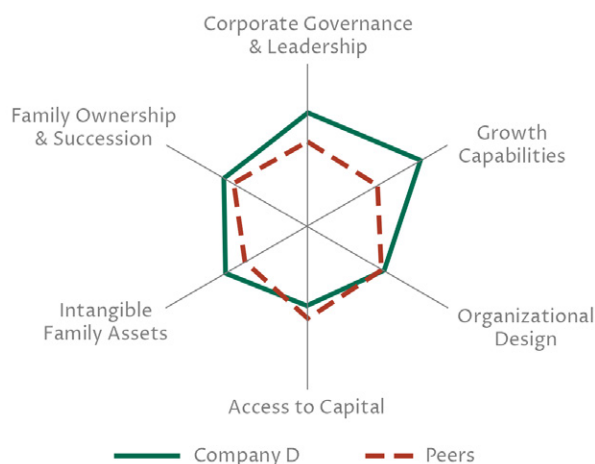 Corporate Governance
& Leadership
Family Ownership
& Succession
Growth
Capabilities
Intangible
Family Assets
Organizational
Design
Access to Capital
Company D
Peers